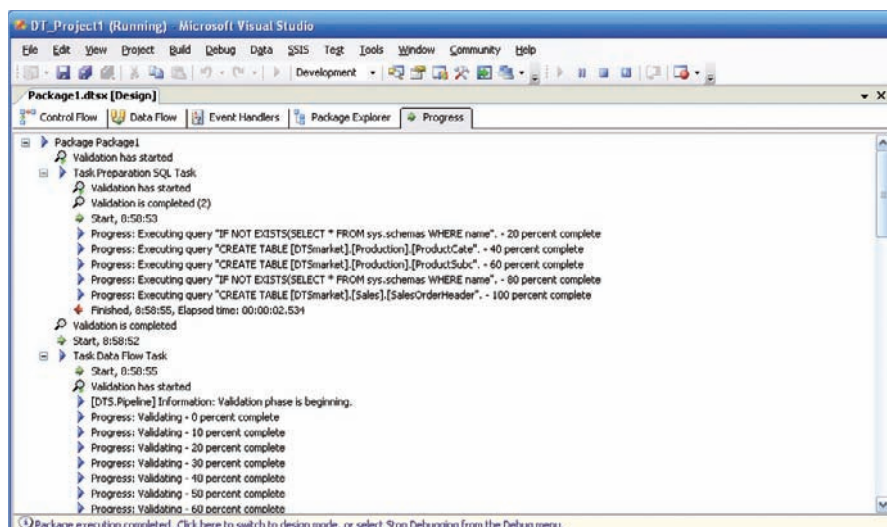 DT_Project1 (Running) - Microsoft Visual Studio
File Edit View Project Build Debug Data SSIS Test Tools Window Community Help
Development
Package1.dtsx [Design]
Control Flow Data Flow Event Handlers Package Explorer Progress
Package Package1
Validation has started
Task Preparation SQL Task
Validation has started
Validation is completed (2)
Start, 8:58:53
Progress: Executing query "IF NOT EXISTS(SELECT * FROM sys.schemas WHERE name". - 20 percent complete
Progress: Executing query "CREATE TABLE [DTSmarket].[Production].[ProductCate". - 40 percent complete
Progress: Executing query "CREATE TABLE [DTSmarket].[Production].[ProductSubc". - 60 percent complete
Progress: Executing query "IF NOT EXISTS(SELECT * FROM sys.schemas WHERE name". - 80 percent complete
Progress: Executing query "CREATE TABLE [DTSmarket].[Sales].[SalesOrderHeader". - 100 percent complete
Finished, 8:58:55, Elapsed time: 00:00:02.534
Validation is completed
Start, 8:58:52
Task Data Flow Task
Start, 8:58:55
Validation has started
[DTS.Pipeline] Information: Validation phase is beginning.
Progress: Validating - 0 percent complete
Progress: Validating - 10 percent complete
Progress: Validating - 20 percent complete
Progress: Validating - 30 percent complete
Progress: Validating - 40 percent complete
Progress: Validating - 50 percent complete
Progress: Validating - 60 percent complete
Package execution completed. Click here to switch to design mode, or select Stop Debugging from the Debug menu.